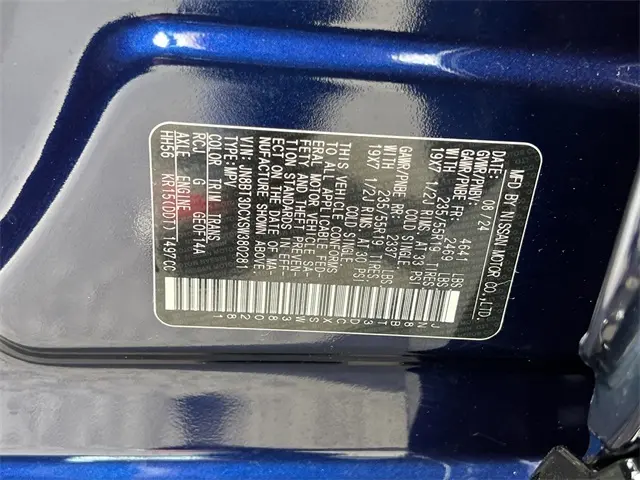 MFD BY NISSAN MOTOR CO., LTD.
DATE: 08/24
GVWR/PNBV: 4641 LBS
GAWR/PNBE FR: 2469 LBS
WITH 235/55R19 TIRES
19X7 1/2J RIMS, AT 33 PSI
COLD SINGLE
GAWR/PNBE RR: 2337 LBS
WITH 235/55R19 TIRES
19X7 1/2J RIMS, AT 30 PSI
COLD SINGLE
THIS VEHICLE CONFORMS
TO ALL APPLICABLE FED-
ERAL MOTOR VEHICLE SA-
FETY AND THEFT PREVEN-
TION STANDARDS IN EFF-
ECT ON THE DATE OF MA-
NUFACTURE SHOWN ABOVE.
VIN: JN8BT3DCXSW380281
TYPE: MPV
COLOR TRIM TRANS
RCJ G GE0F14A
AXLE ENGINE
HH56 KR15(DDT) 1497CC
JN8BT3DCXSW380281